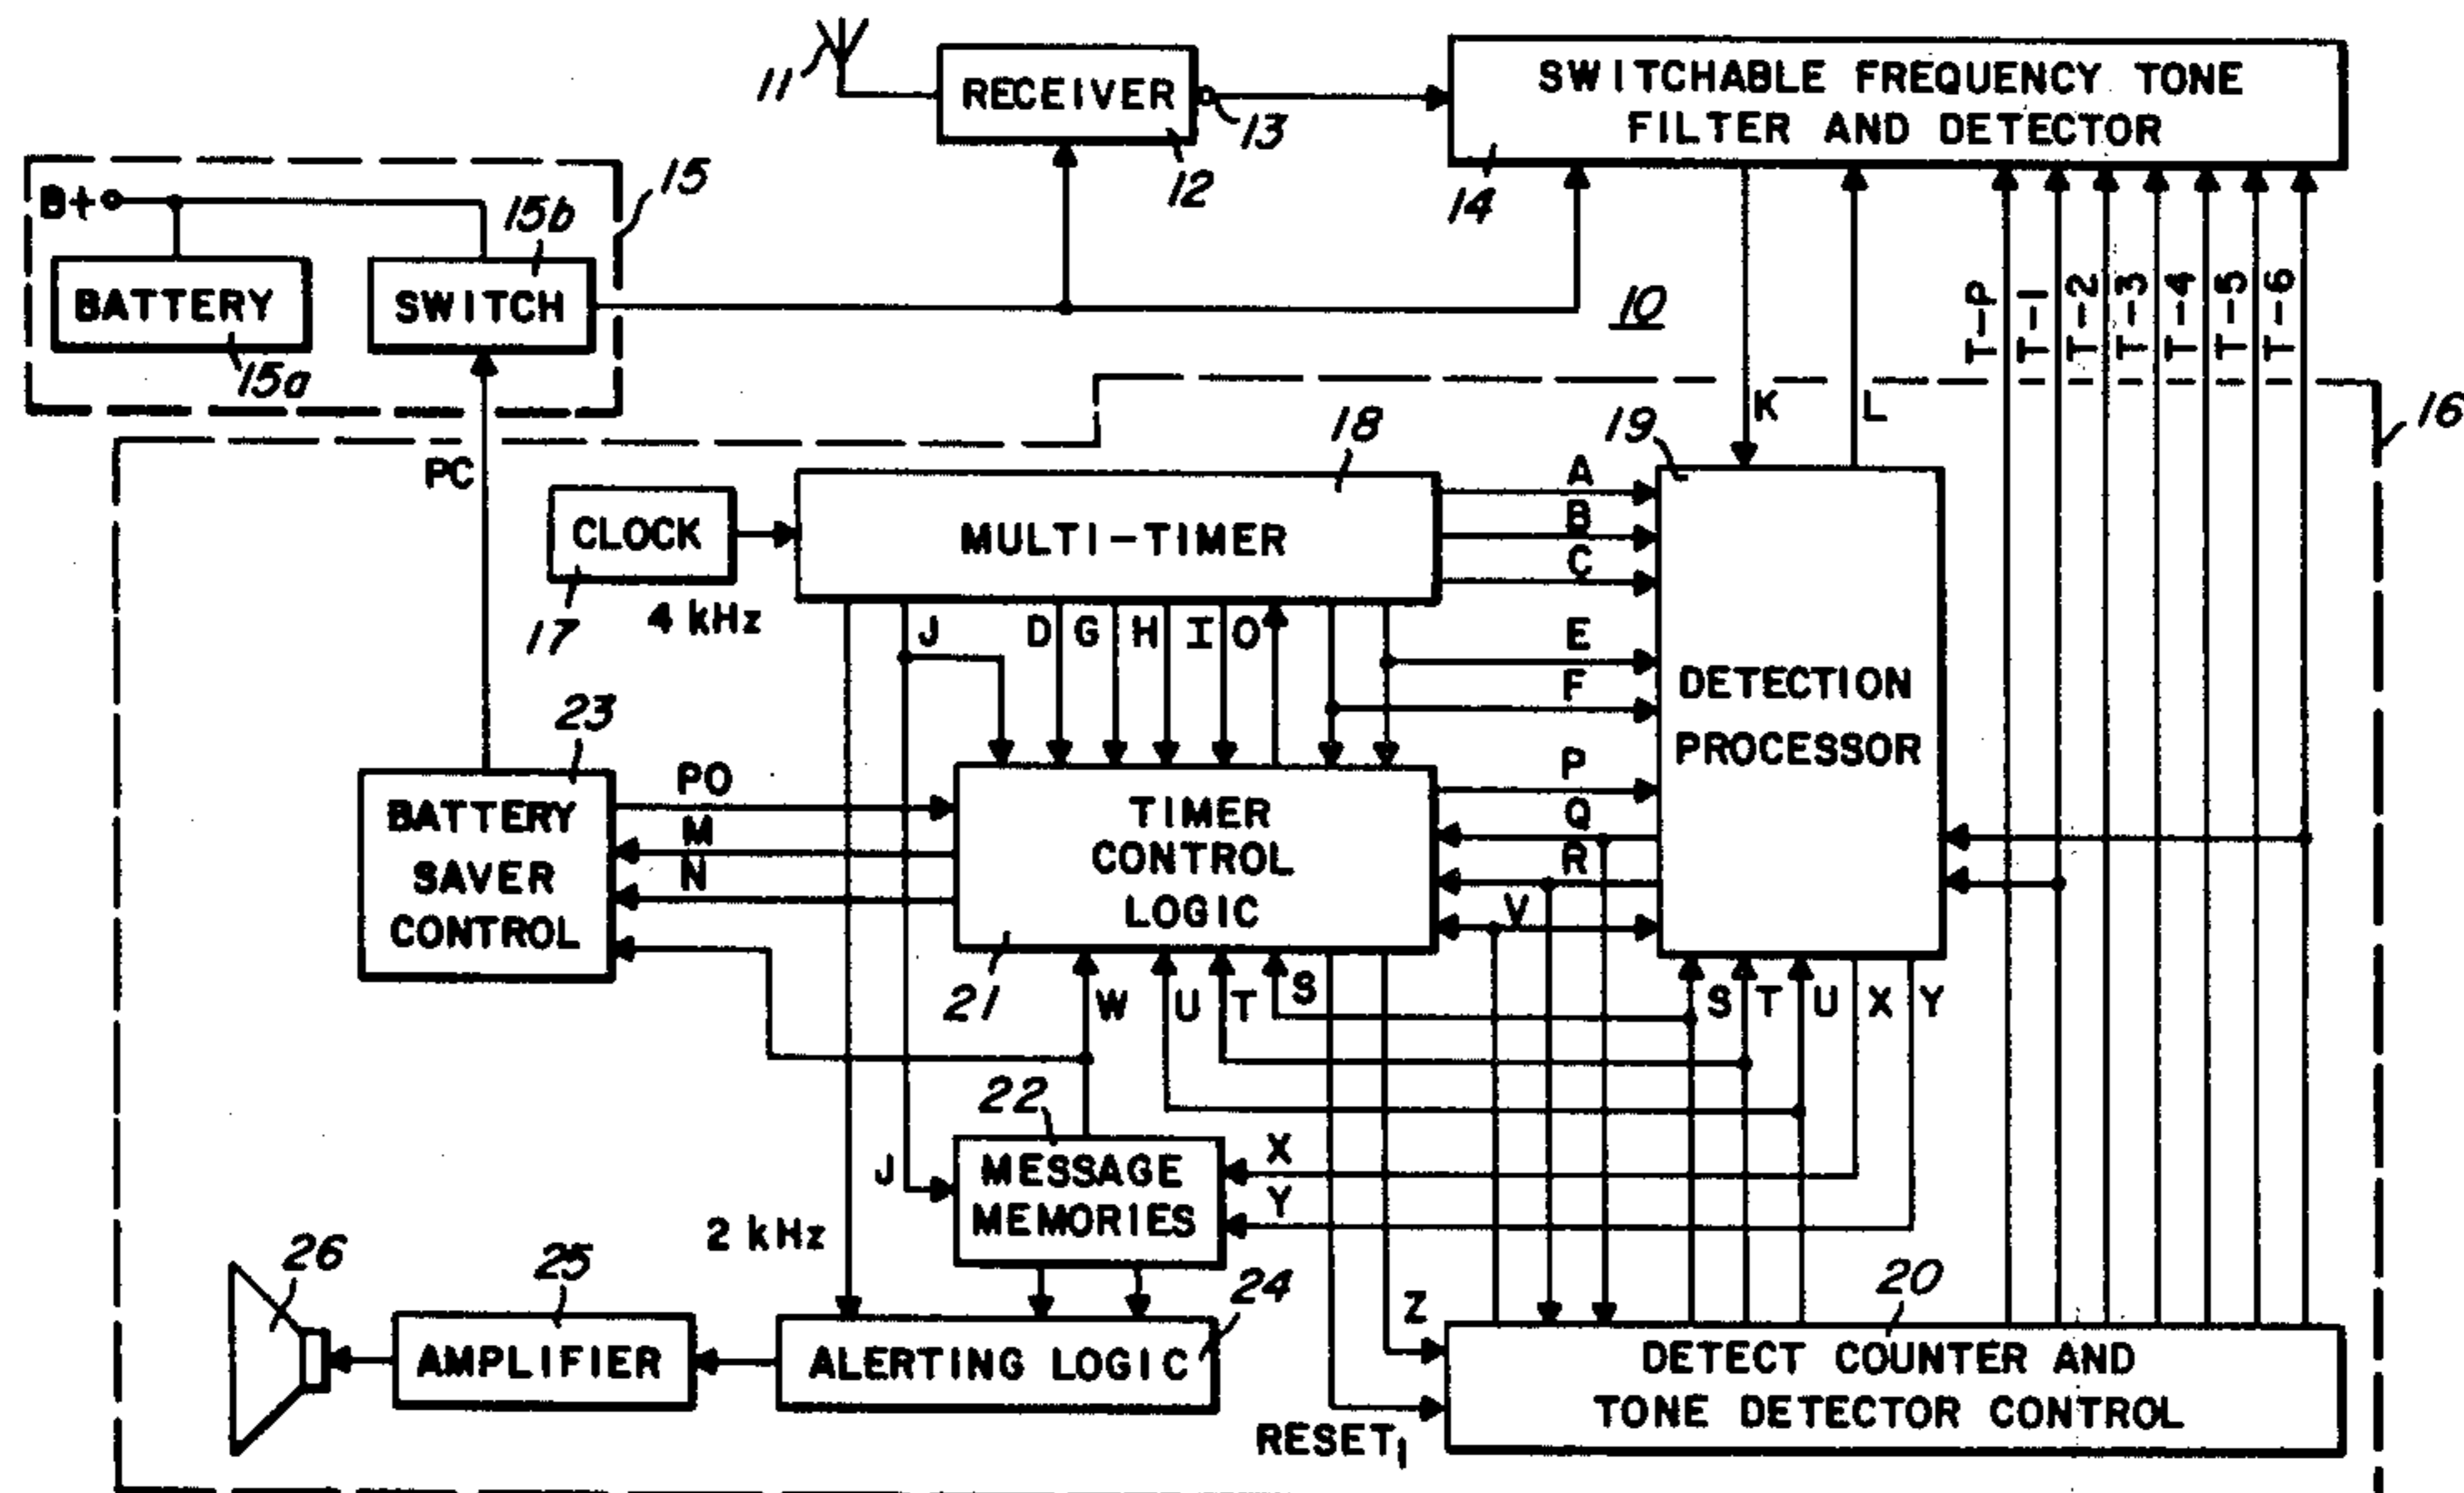 11
RECEIVER
13
12
SWITCHABLE FREQUENCY TONE
FILTER AND DETECTOR
14
B+
15
15b
BATTERY
SWITCH
15a
10
T-P
T-1
T-2
T-3
T-4
T-5
T-6
K
L
16
PC
18
19
CLOCK
17
4 kHz
MULTI-TIMER
A
B
C
J
D
G
H
I
O
E
F
DETECTION
PROCESSOR
23
BATTERY
SAVER
CONTROL
PO
M
N
TIMER
CONTROL
LOGIC
21
P
Q
R
V
W
U
T
S
S
T
U
X
Y
22
J
MESSAGE
MEMORIES
X
Y
2 kHz
26
25
24
Z
20
AMPLIFIER
ALERTING LOGIC
DETECT COUNTER AND
TONE DETECTOR CONTROL
RESET1